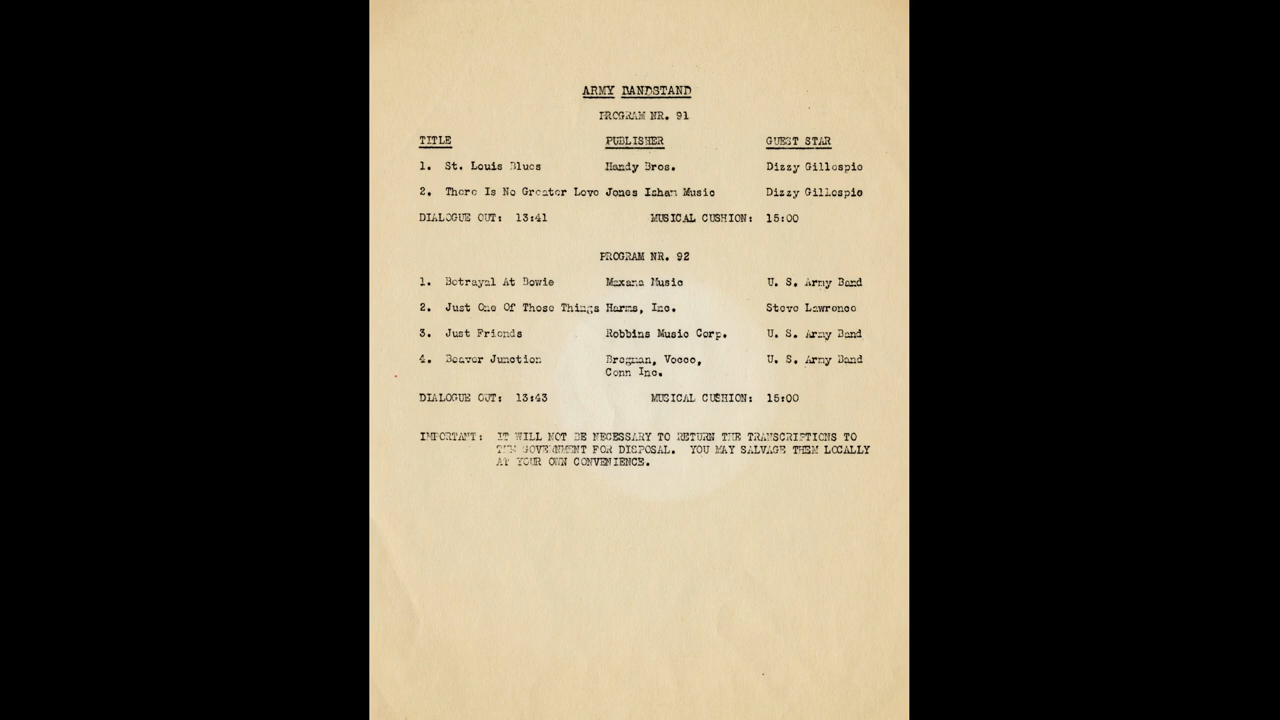 ARMY BANDSTAND
PROGRAM NR. 91
TITLE PUBLISHER GUEST STAR
1. St. Louis Blues Handy Bros. Dizzy Gillespie
2. There Is No Greater Love Jones Isham Music Dizzy Gillespie
DIALOGUE OUT: 13:41 MUSICAL CUSHION: 15:00
PROGRAM NR. 92
1. Betrayal At Bowie Maxana Music U. S. Army Band
2. Just One Of Those Things Harms, Inc. Steve Lawrence
3. Just Friends Robbins Music Corp. U. S. Army Band
4. Beaver Junction Bregman, Vocco, U. S. Army Band
Conn Inc.
DIALOGUE OUT: 13:43 MUSICAL CUSHION: 15:00
IMPORTANT: IT WILL NOT BE NECESSARY TO RETURN THE TRANSCRIPTIONS TO
THE GOVERNMENT FOR DISPOSAL. YOU MAY SALVAGE THEM LOCALLY
AT YOUR OWN CONVENIENCE.